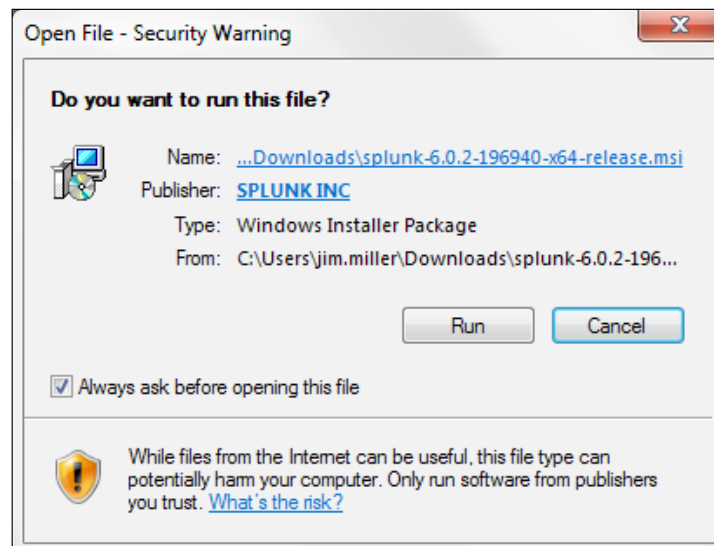 Open File - Security Warning
Do you want to run this file?
Name: ...Downloads\splunk-6.0.2-196940-x64-release.msi
Publisher: SPLUNK INC
Type: Windows Installer Package
From: C:\Users\jim.miller\Downloads\splunk-6.0.2-196...
Run Cancel
Always ask before opening this file
While files from the Internet can be useful, this file type can
potentially harm your computer. Only run software from publishers
you trust. What's the risk?